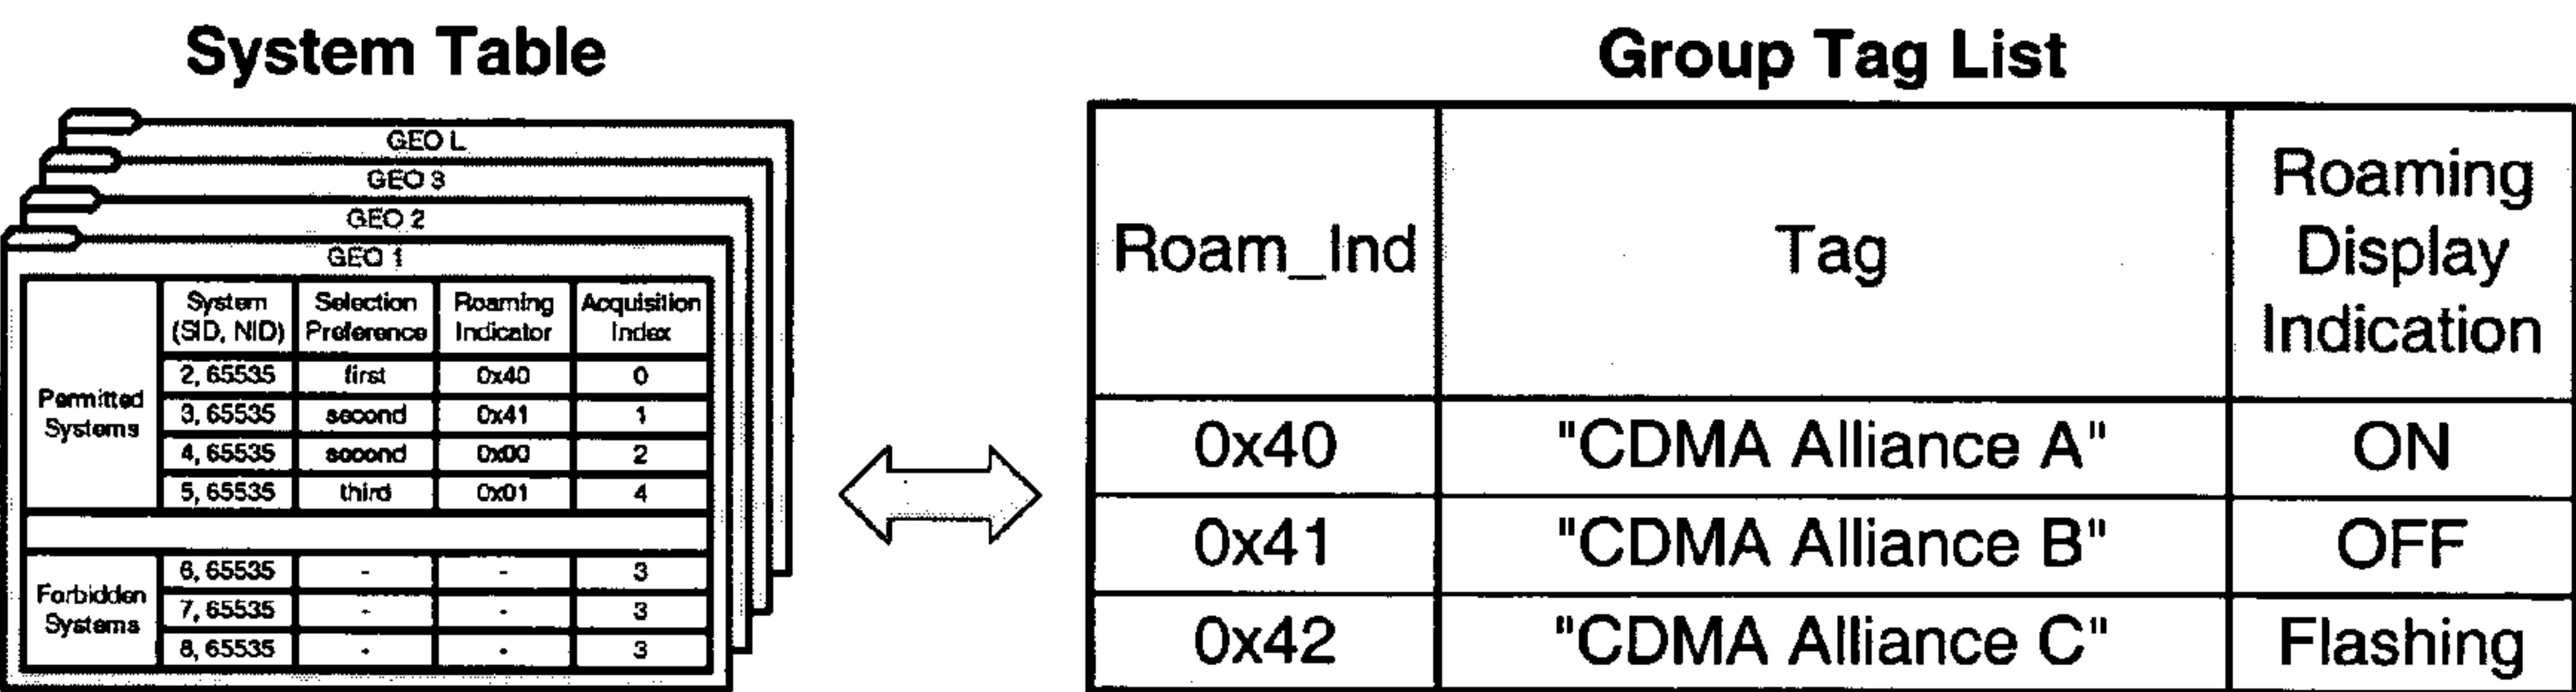 System Table
GEO L
GEO 3
GEO 2
GEO 1
System (SID, NID) Selection Preference Roaming Indicator Acquisition Index
Permitted Systems
2, 65535 first 0x40 0
3, 65535 second 0x41 1
4, 65535 second 0x00 2
5, 65535 third 0x01 4
Forbidden Systems
6, 65535 - - 3
7, 65535 - - 3
8, 65535 - - 3
Group Tag List
Roam_Ind Tag Roaming Display Indication
0x40 "CDMA Alliance A" ON
0x41 "CDMA Alliance B" OFF
0x42 "CDMA Alliance C" Flashing